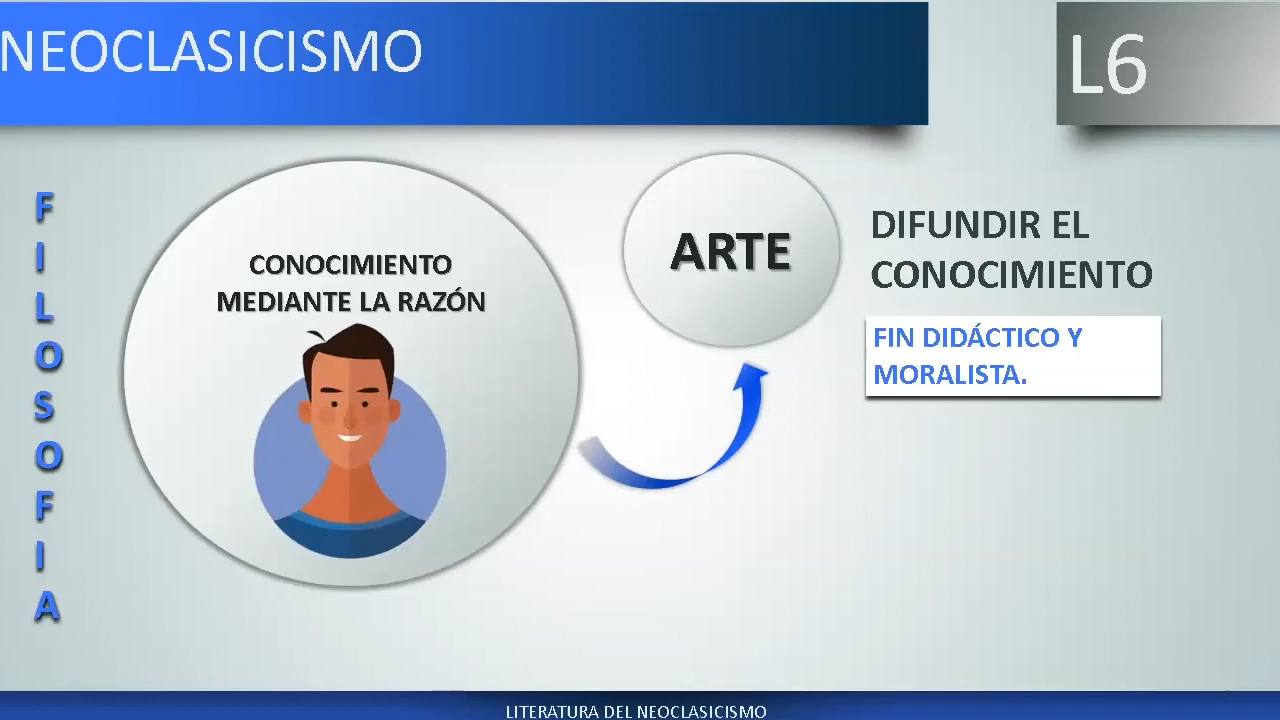 NEOCLASICISMO
L6
F
I
L
O
S
O
F
I
A
CONOCIMIENTO
MEDIANTE LA RAZÓN
ARTE
DIFUNDIR EL
CONOCIMIENTO
FIN DIDÁCTICO Y
MORALISTA.
LITERATURA DEL NEOCLASICISMO